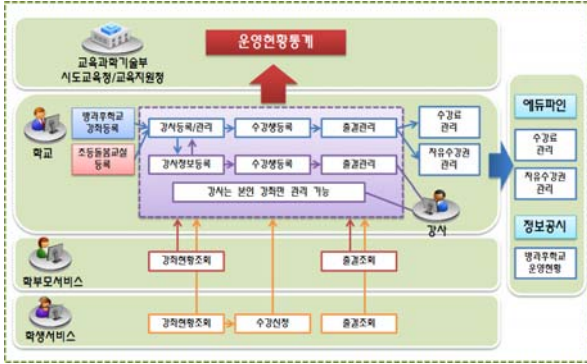 운영현황통계
교육과학기술부
시도교육청/교육지원청
방과후학교
강좌등록
초등돌봄교실
등록
학교
강사등록/관리
수강생등록
출결관리
수강료
관리
자유수강권
관리
강사정보등록
수강생등록
출결관리
강사는 본인 강좌만 관리 가능
강사
에듀파인
수강료
관리
자유수강권
관리
정보공시
방과후학교
운영현황
학부모서비스
강좌현황조회
출결조회
학생서비스
강좌현황조회
수강신청
출결조회